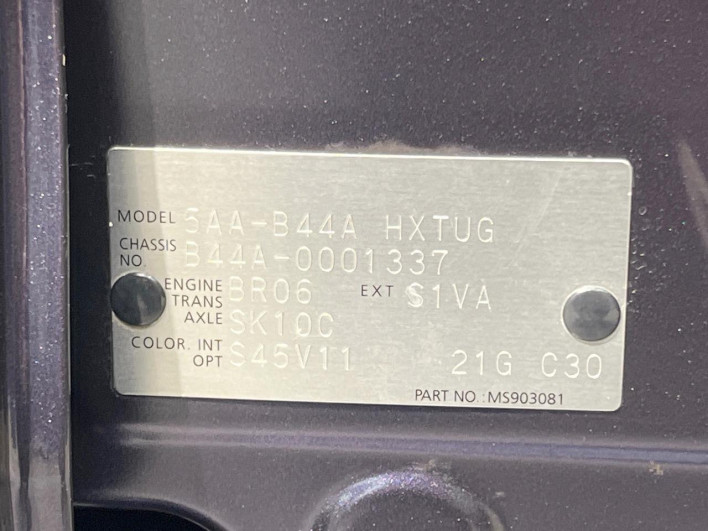 MODEL 5AA-B44A HXTUG
CHASSIS NO. B44A-0001337
ENGINE BR06 EXT S1VA
TRANS AXLE SK10C
COLOR. INT OPT S45V11 21G C30
PART NO.:MS903081